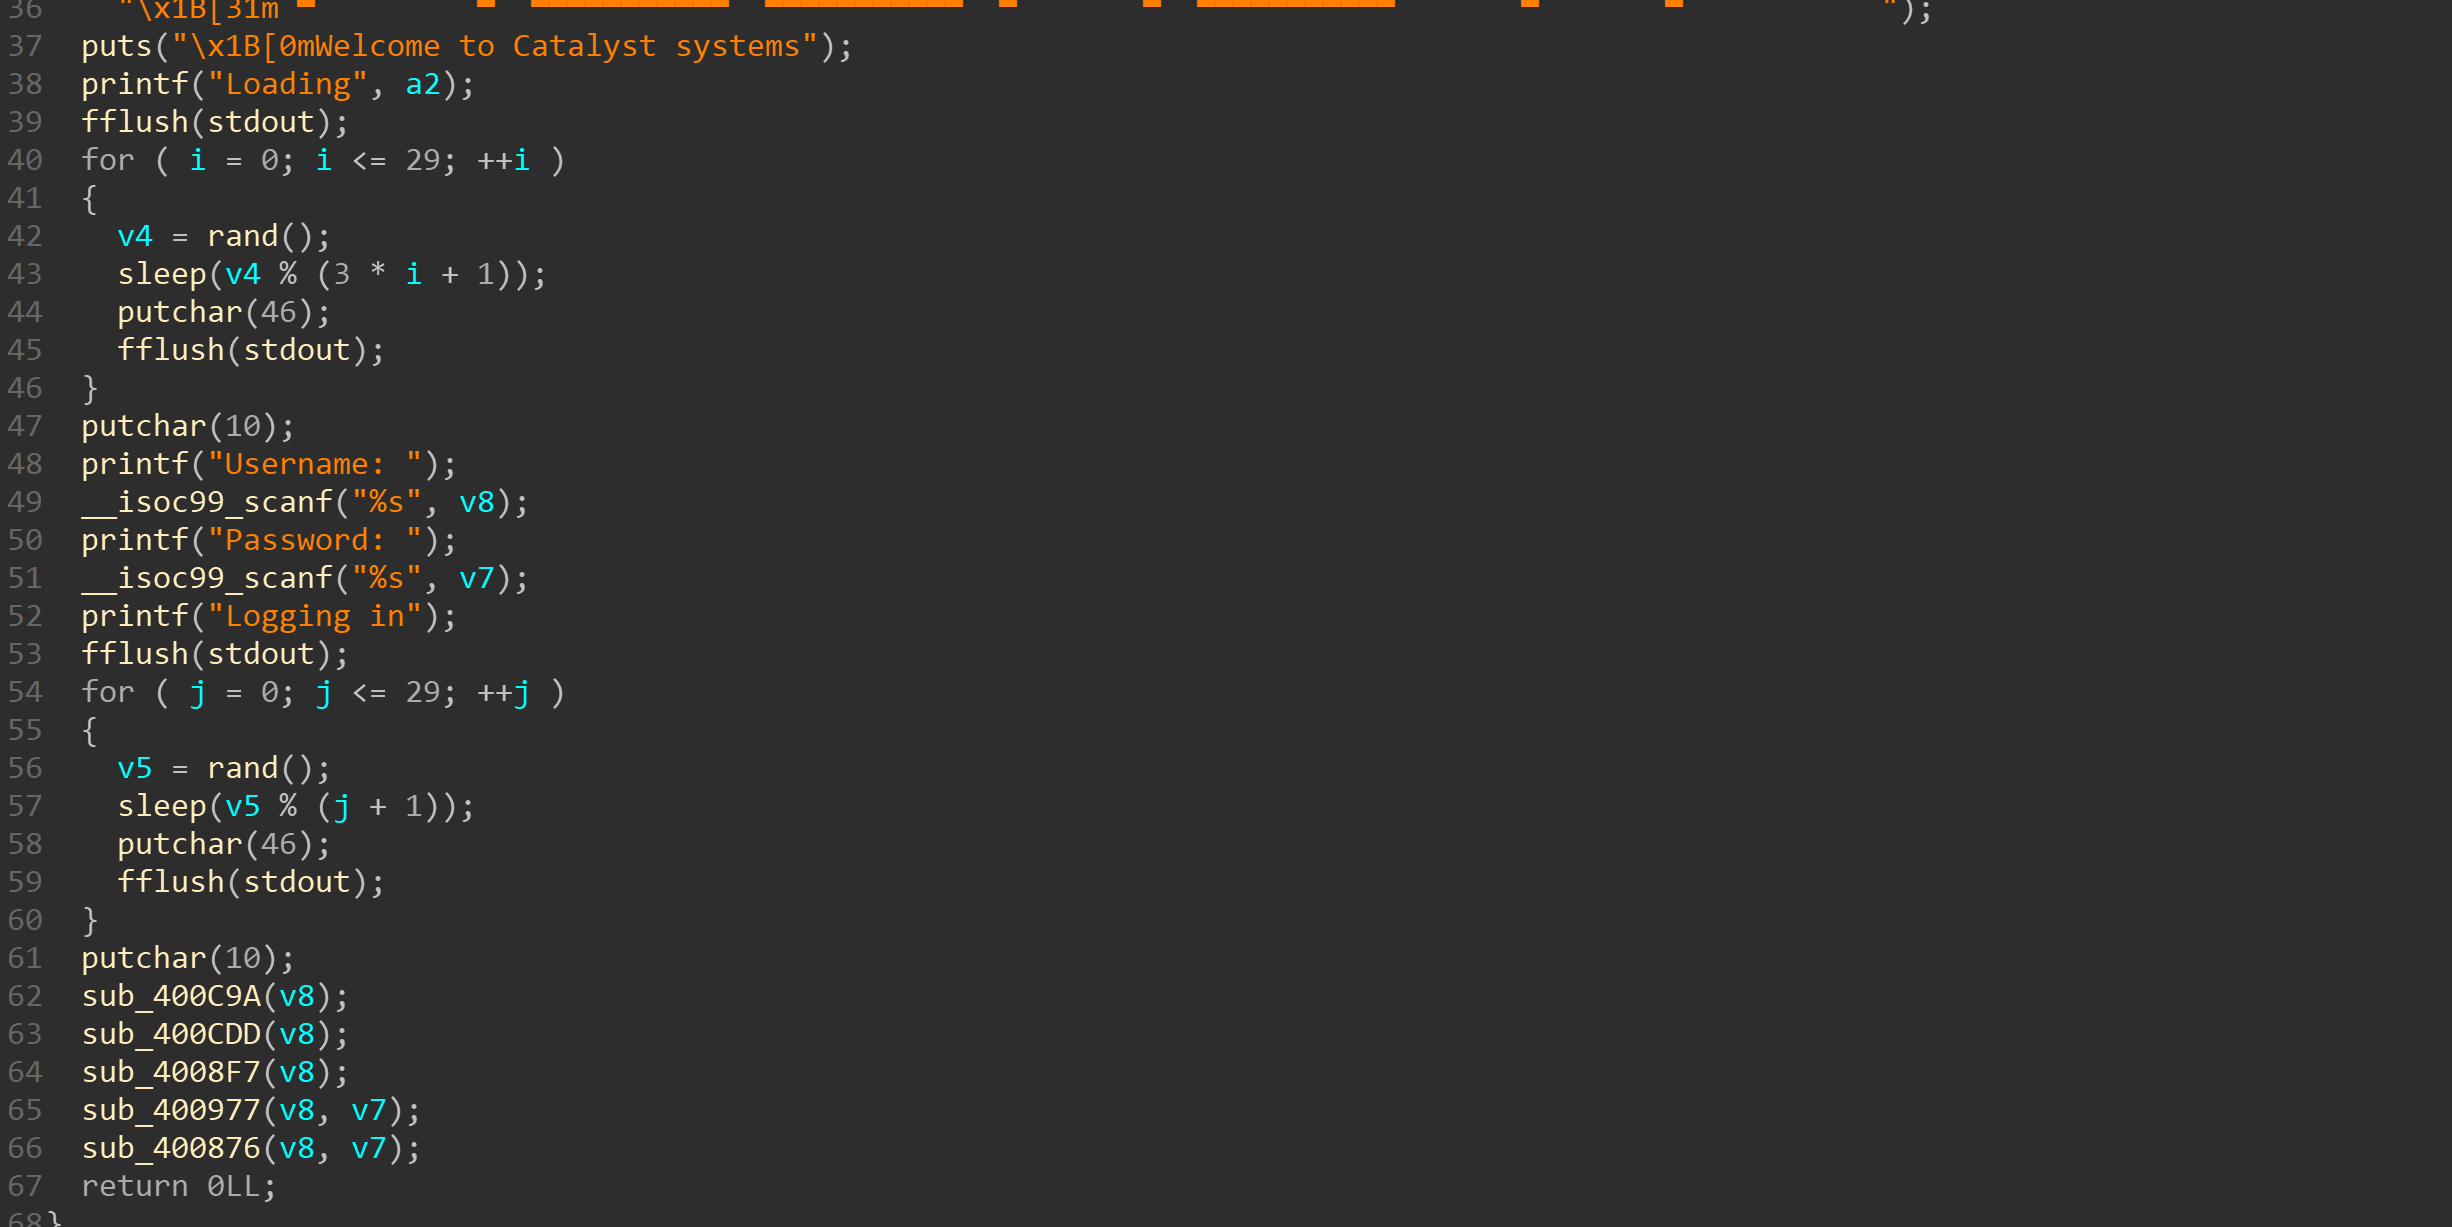 36    "\x1B[31m ▀         ▀  ▀▀▀▀▀▀▀▀▀▀▀  ▀▀▀▀▀▀▀▀▀▀▀  ▀       ▀  ▀▀▀▀▀▀▀▀▀▀▀       ▀       ▀           ");
37  puts("\x1B[0mWelcome to Catalyst systems");
38  printf("Loading", a2);
39  fflush(stdout);
40  for ( i = 0; i <= 29; ++i )
41  {
42    v4 = rand();
43    sleep(v4 % (3 * i + 1));
44    putchar(46);
45    fflush(stdout);
46  }
47  putchar(10);
48  printf("Username: ");
49  __isoc99_scanf("%s", v8);
50  printf("Password: ");
51  __isoc99_scanf("%s", v7);
52  printf("Logging in");
53  fflush(stdout);
54  for ( j = 0; j <= 29; ++j )
55  {
56    v5 = rand();
57    sleep(v5 % (j + 1));
58    putchar(46);
59    fflush(stdout);
60  }
61  putchar(10);
62  sub_400C9A(v8);
63  sub_400CDD(v8);
64  sub_4008F7(v8);
65  sub_400977(v8, v7);
66  sub_400876(v8, v7);
67  return 0LL;
68}